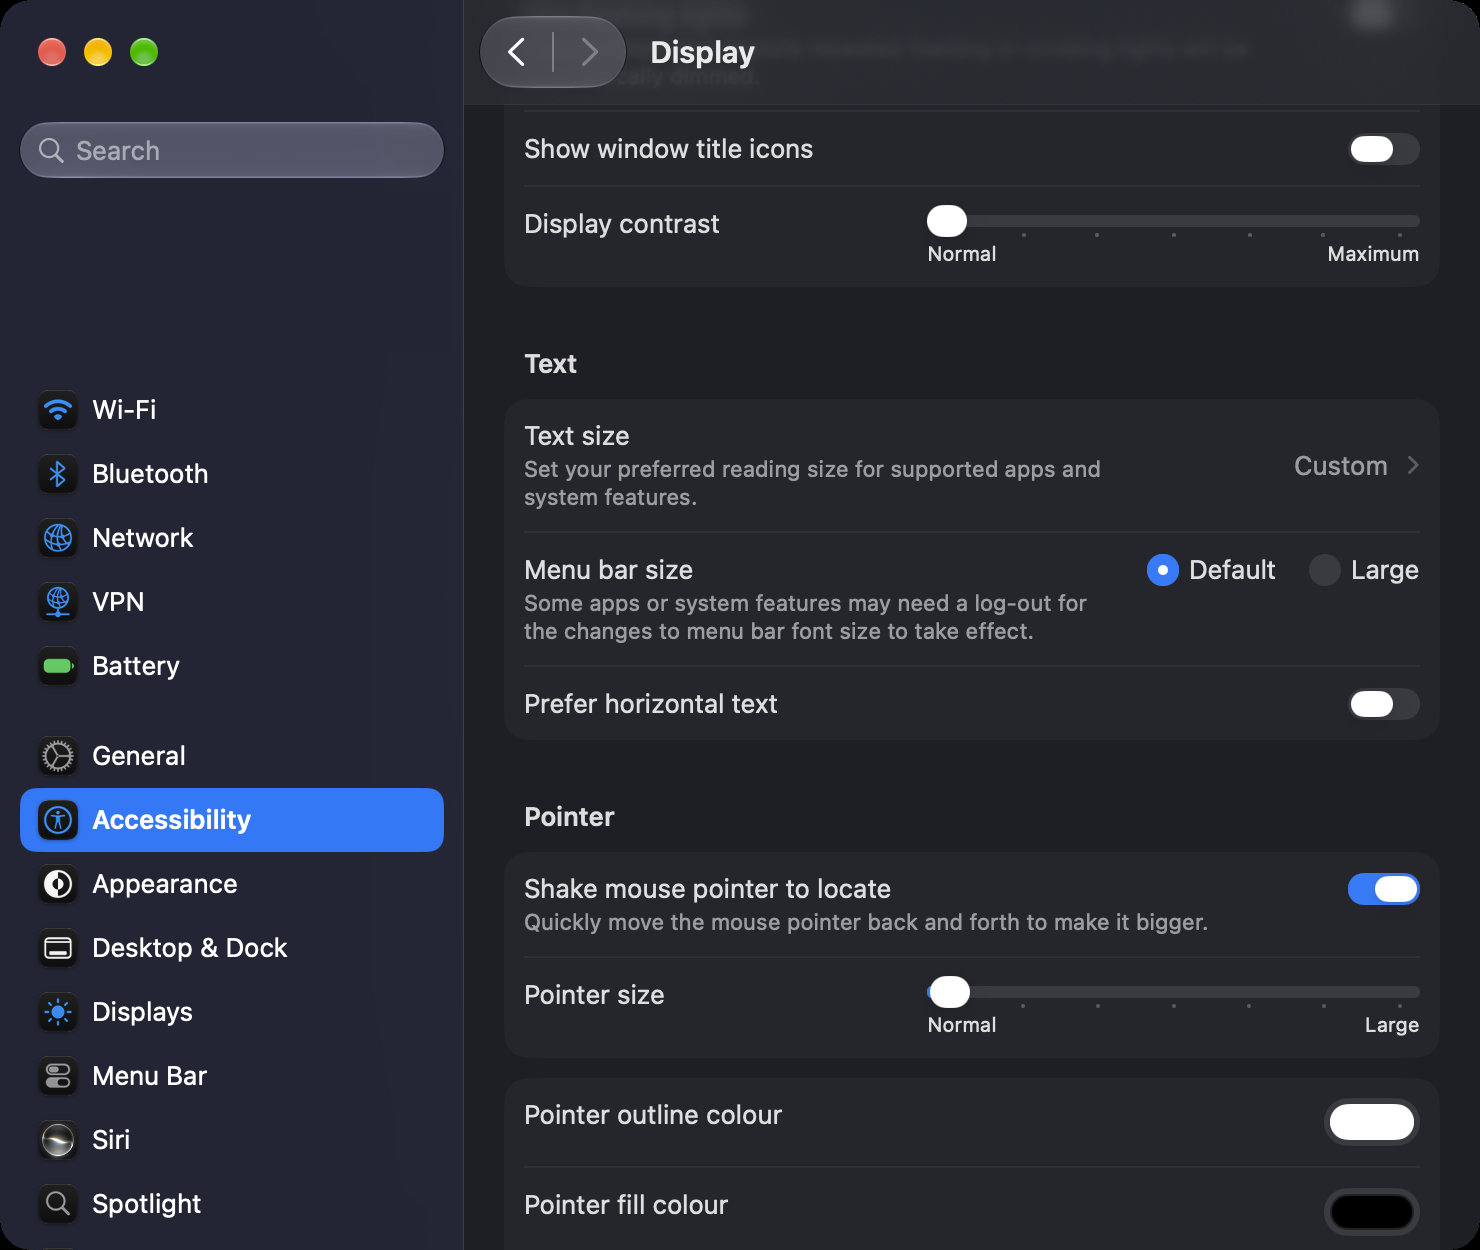 Display
Search
Wi-Fi
Bluetooth
Network
VPN
Battery
General
Accessibility
Appearance
Desktop & Dock
Displays
Menu Bar
Siri
Spotlight
Show window title icons
Display contrast
Normal
Maximum
Text
Text size
Set your preferred reading size for supported apps and
system features.
Custom
Menu bar size
Some apps or system features may need a log-out for
the changes to menu bar font size to take effect.
Default
Large
Prefer horizontal text
Pointer
Shake mouse pointer to locate
Quickly move the mouse pointer back and forth to make it bigger.
Pointer size
Normal
Large
Pointer outline colour
Pointer fill colour